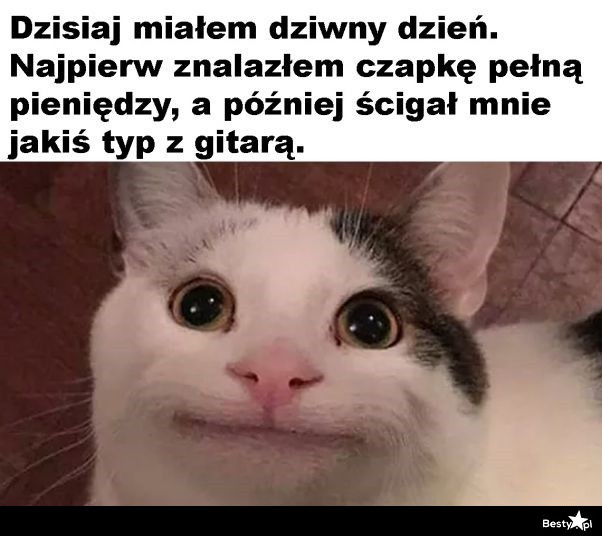 Dzisiaj miałem dziwny dzień.
Najpierw znalazłem czapkę pełną
pieniędzy, a później ścigał mnie
jakiś typ z gitarą.
Besty.pl